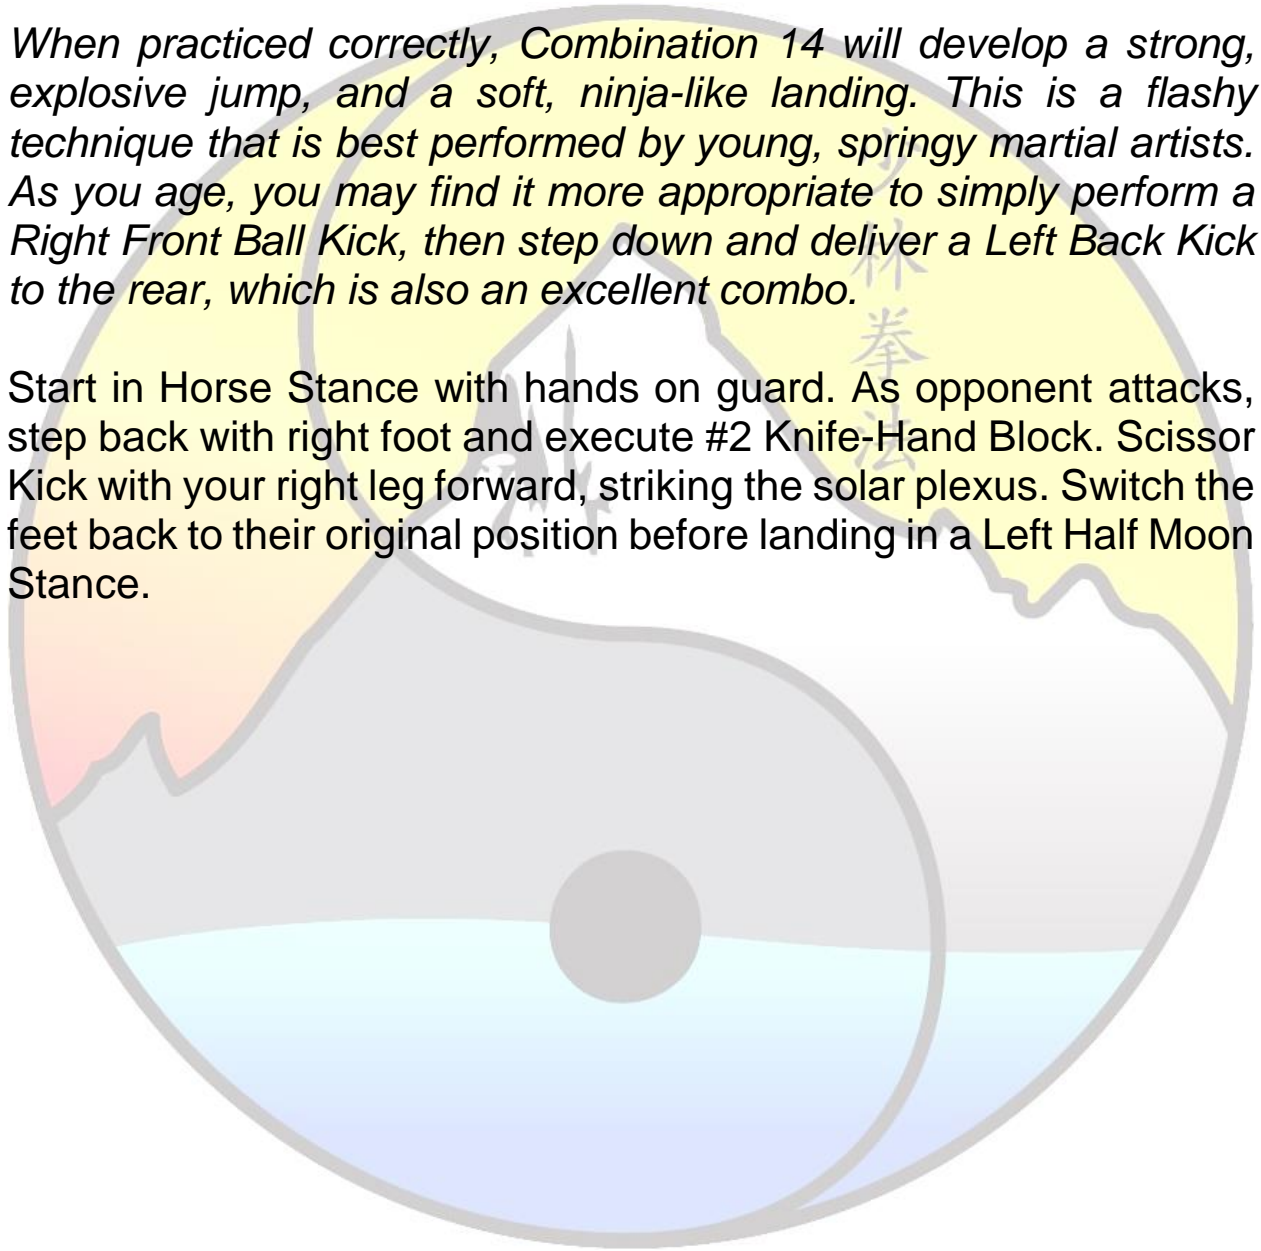 When practiced correctly, Combination 14 will develop a strong,
explosive jump, and a soft, ninja-like landing. This is a flashy
technique that is best performed by young, springy martial artists.
As you age, you may find it more appropriate to simply perform a
Right Front Ball Kick, then step down and deliver a Left Back Kick
to the rear, which is also an excellent combo.
Start in Horse Stance with hands on guard. As opponent attacks,
step back with right foot and execute #2 Knife-Hand Block. Scissor
Kick with your right leg forward, striking the solar plexus. Switch the
feet back to their original position before landing in a Left Half Moon
Stance.
少
林
拳
法